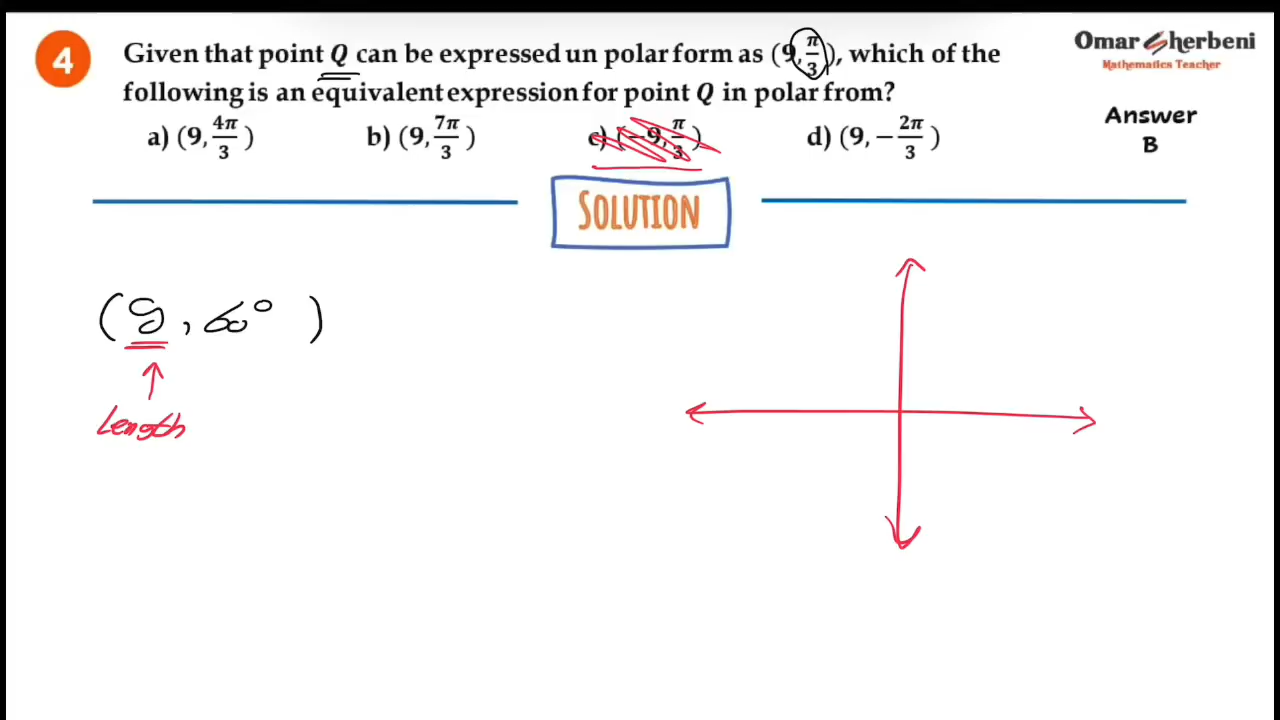 4
Given that point Q can be expressed un polar form as (9, π/3), which of the
following is an equivalent expression for point Q in polar from?
a) (9, 4π/3) b) (9, 7π/3) c) (−9, π/3) d) (9, −2π/3)
Omar Sherbeni
Mathematics Teacher
Answer
B
SOLUTION
(9, 60°)
Length